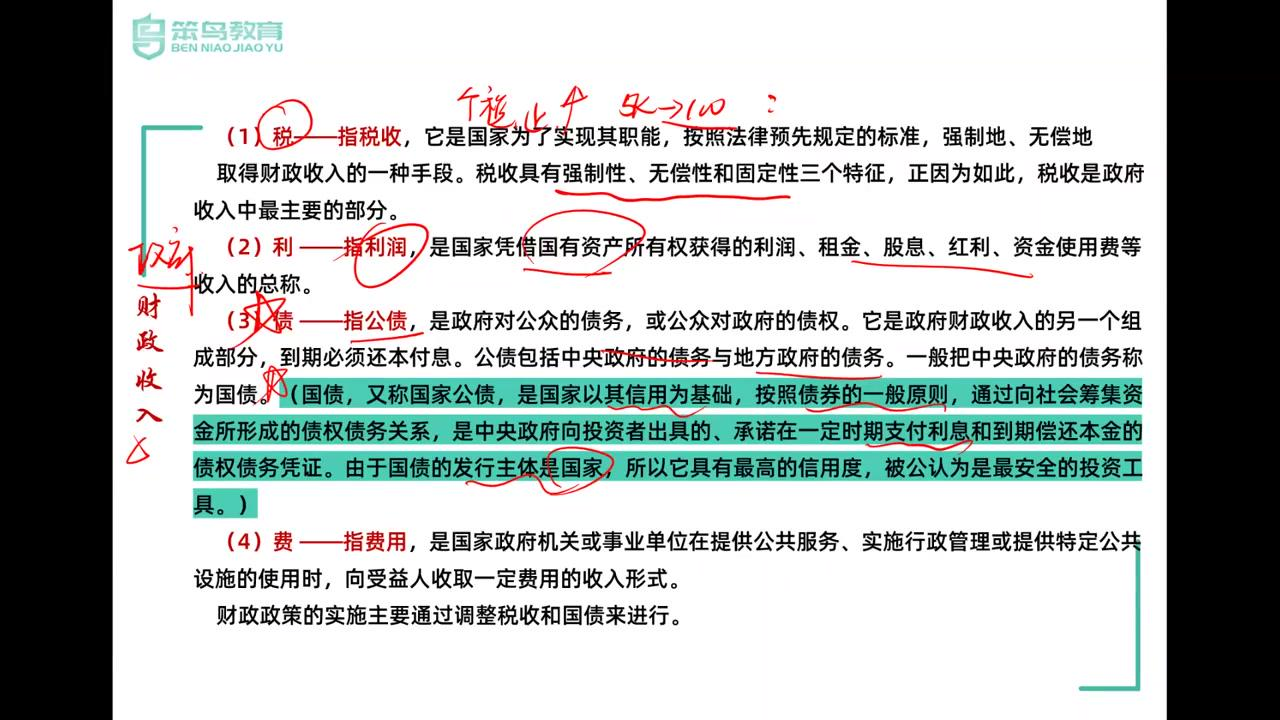 笨鸟教育
BEN NIAO JIAO YU
个税 5K→100
（1）税——指税收，它是国家为了实现其职能，按照法律预先规定的标准，强制地、无偿地
取得财政收入的一种手段。税收具有强制性、无偿性和固定性三个特征，正因为如此，税收是政府
收入中最主要的部分。
（2）利 ——指利润，是国家凭借国有资产所有权获得的利润、租金、股息、红利、资金使用费等
收入的总称。
（3）债 ——指公债，是政府对公众的债务，或公众对政府的债权。它是政府财政收入的另一个组
成部分，到期必须还本付息。公债包括中央政府的债务与地方政府的债务。一般把中央政府的债务称
为国债。（国债，又称国家公债，是国家以其信用为基础，按照债券的一般原则，通过向社会筹集资
金所形成的债权债务关系，是中央政府向投资者出具的、承诺在一定时期支付利息和到期偿还本金的
债权债务凭证。由于国债的发行主体是国家，所以它具有最高的信用度，被公认为是最安全的投资工
具。）
（4）费 ——指费用，是国家政府机关或事业单位在提供公共服务、实施行政管理或提供特定公共
设施的使用时，向受益人收取一定费用的收入形式。
财政政策的实施主要通过调整税收和国债来进行。
政府
财政收入